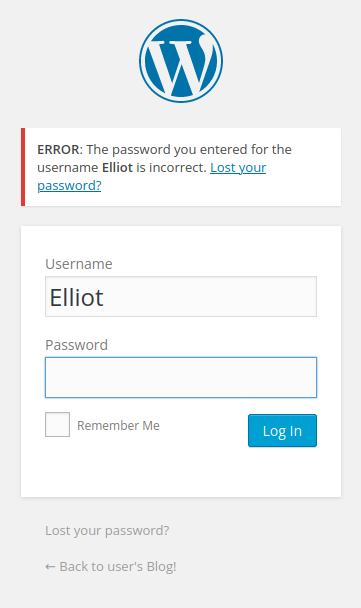 ERROR: The password you entered for the
username Elliot is incorrect. Lost your
password?
Username
Elliot
Password
Remember Me
Log In
Lost your password?
← Back to user's Blog!